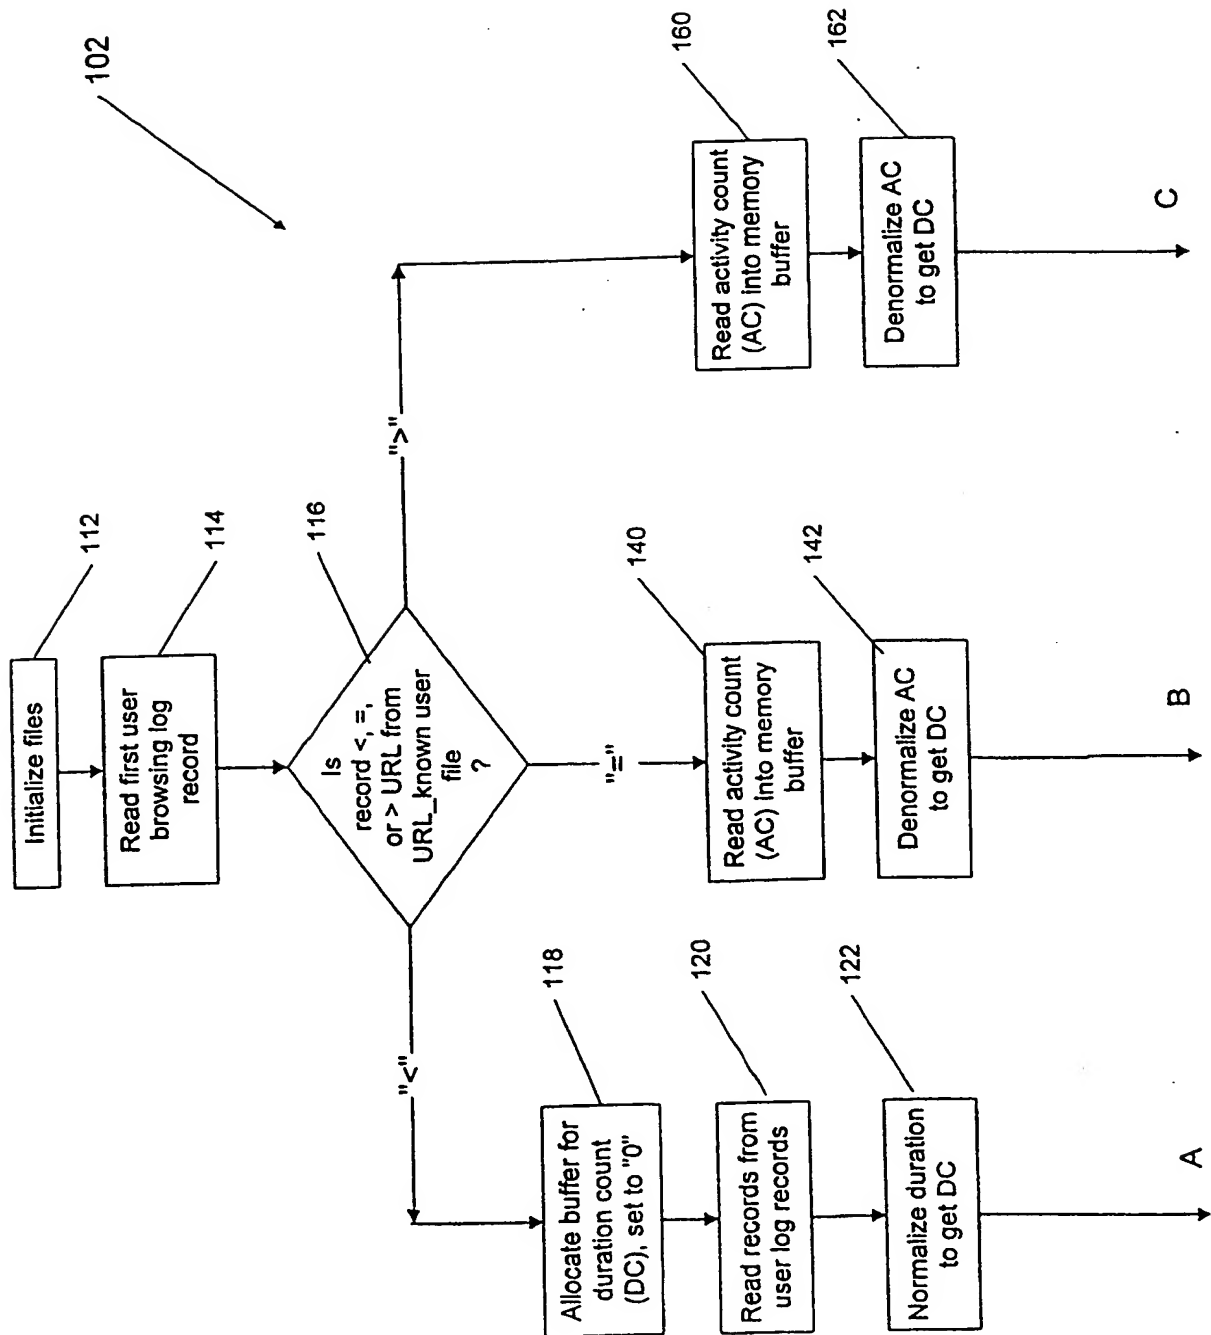 102
Initialize files
112
Read first user
browsing log
record
114
Is
record <, =,
or > URL from
URL_known user
file
?
116
"<"
"="
">"
Allocate buffer for
duration count
(DC), set to "0"
118
Read records from
user log records
120
Normalize duration
to get DC
122
A
Read activity count
(AC) into memory
buffer
140
Denormalize AC
to get DC
142
B
Read activity count
(AC) into memory
buffer
160
Denormalize AC
to get DC
162
C